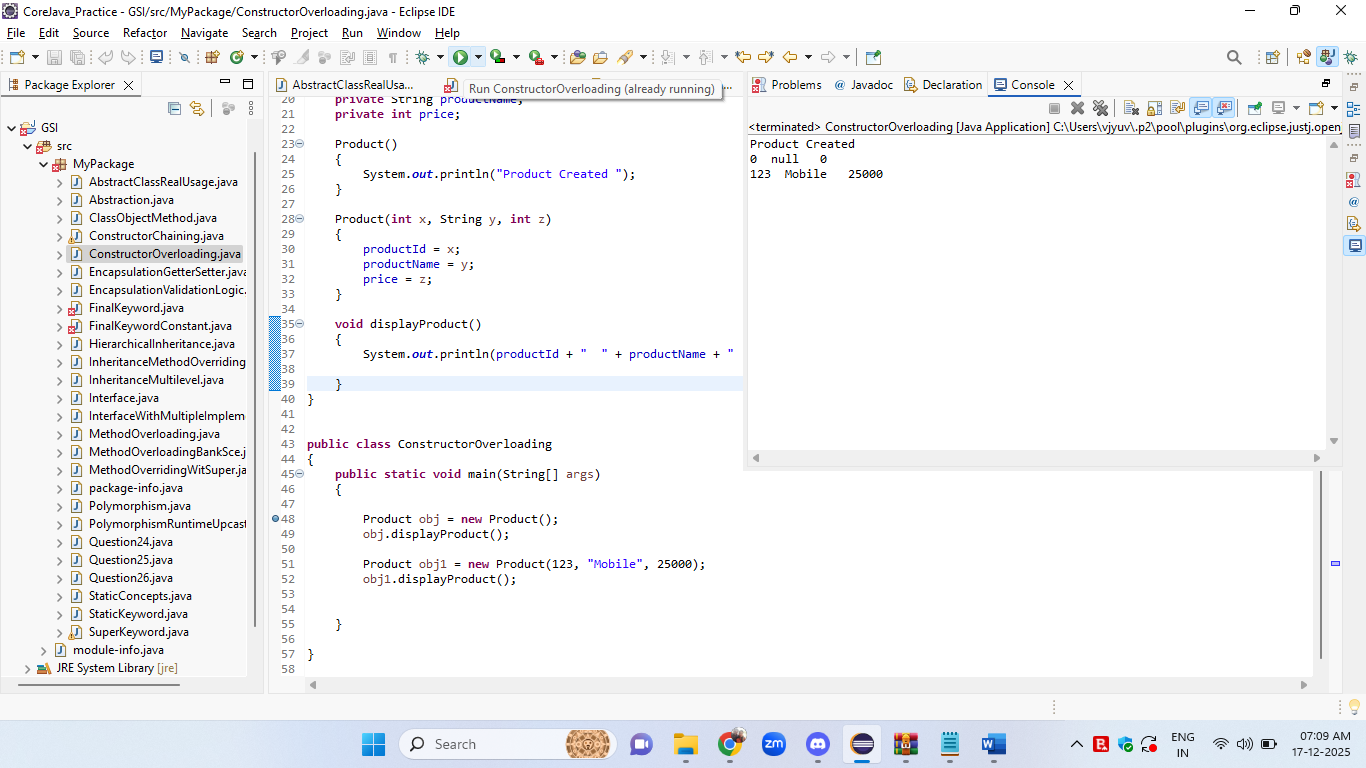 CoreJava_Practice - GSI/src/MyPackage/ConstructorOverloading.java - Eclipse IDE
File Edit Source Refactor Navigate Search Project Run Window Help
Package Explorer
GSI
src
MyPackage
AbstractClassRealUsage.java
Abstraction.java
ClassObjectMethod.java
ConstructorChaining.java
ConstructorOverloading.java
EncapsulationGetterSetter.java
EncapsulationValidationLogic.
FinalKeyword.java
FinalKeywordConstant.java
HierarchicalInheritance.java
InheritanceMethodOverriding
InheritanceMultilevel.java
Interface.java
InterfaceWithMultipleImplem
MethodOverloading.java
MethodOverloadingBankSce.j
MethodOverridingWitSuper.ja
package-info.java
Polymorphism.java
PolymorphismRuntimeUpcast
Question24.java
Question25.java
Question26.java
StaticConcepts.java
StaticKeyword.java
SuperKeyword.java
module-info.java
JRE System Library [jre]
AbstractClassRealUsa...
Run ConstructorOverloading (already running)
20 private String productName;
21 private int price;
22
23 Product()
24 {
25 System.out.println("Product Created ");
26 }
27
28 Product(int x, String y, int z)
29 {
30 productId = x;
31 productName = y;
32 price = z;
33 }
34
35 void displayProduct()
36 {
37 System.out.println(productId + "  " + productName + "
38
39 }
40 }
41
42
43 public class ConstructorOverloading
44 {
45 public static void main(String[] args)
46 {
47
48 Product obj = new Product();
49 obj.displayProduct();
50
51 Product obj1 = new Product(123, "Mobile", 25000);
52 obj1.displayProduct();
53
54
55 }
56
57 }
58
Problems @ Javadoc Declaration Console
<terminated> ConstructorOverloading [Java Application] C:\Users\vjyuv\.p2\pool\plugins\org.eclipse.justj.open
Product Created
0  null   0
123  Mobile   25000
Search
zm
ENG
IN
07:09 AM
17-12-2025